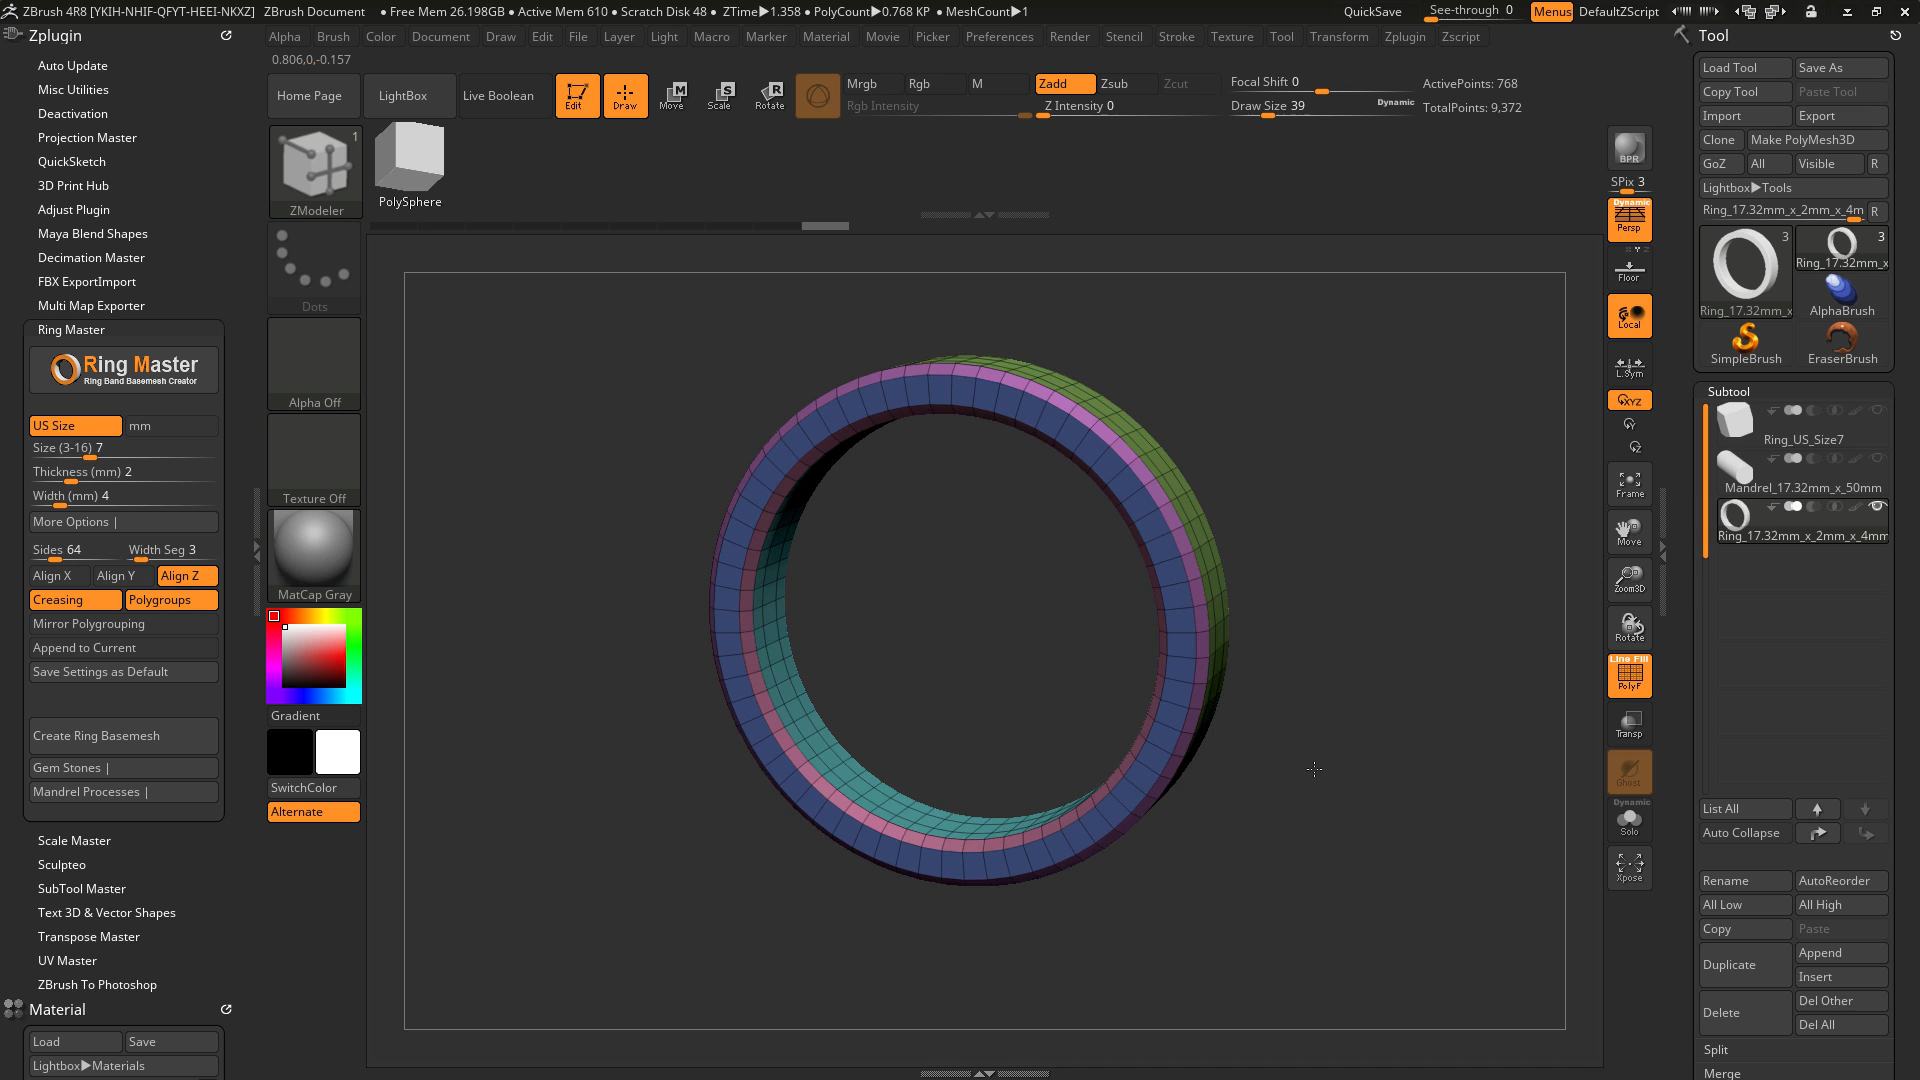 ZBrush 4R8 [YKIH-NHIF-QFYT-HEEI-NKXZ] ZBrush Document • Free Mem 26.198GB • Active Mem 610 • Scratch Disk 48 • ZTime▶1.358 • PolyCount▶0.768 KP • MeshCount▶1 QuickSave See-through 0 Menus DefaultZScript
Zplugin
Alpha Brush Color Document Draw Edit File Layer Light Macro Marker Material Movie Picker Preferences Render Stencil Stroke Texture Tool Transform Zplugin Zscript
0.806,0,-0.157
Auto Update
Misc Utilities
Deactivation
Projection Master
QuickSketch
3D Print Hub
Adjust Plugin
Maya Blend Shapes
Decimation Master
FBX ExportImport
Multi Map Exporter
Ring Master
Ring Master
Ring Band Basemesh Creator
US Size mm
Size (3-16) 7
Thickness (mm) 2
Width (mm) 4
More Options |
Sides 64 Width Seg 3
Align X Align Y Align Z
Creasing Polygroups
Mirror Polygrouping
Append to Current
Save Settings as Default
Create Ring Basemesh
Gem Stones |
Mandrel Processes |
Scale Master
Sculpteo
SubTool Master
Text 3D & Vector Shapes
Transpose Master
UV Master
ZBrush To Photoshop
Material
Load Save
Lightbox▶Materials
Home Page LightBox Live Boolean Edit Draw Move Scale Rotate
Mrgb Rgb M Zadd Zsub Zcut
Rgb Intensity Z Intensity 0
Focal Shift 0
Draw Size 39 Dynamic
ActivePoints: 768
TotalPoints: 9,372
1
ZModeler
PolySphere
Dots
Alpha Off
Texture Off
MatCap Gray
Gradient
SwitchColor
Alternate
BPR
SPix 3
Dynamic
Persp
Floor
Local
L.Sym
XYZ
Y
Z
Frame
Move
Zoom3D
Rotate
Line Fill
PolyF
Transp
Ghost
Dynamic
Solo
Xpose
Tool
Load Tool Save As
Copy Tool Paste Tool
Import Export
Clone Make PolyMesh3D
GoZ All Visible R
Lightbox▶Tools
Ring_17.32mm_x_2mm_x_4m R
3 3
Ring_17.32mm_x
Ring_17.32mm_x AlphaBrush
SimpleBrush EraserBrush
Subtool
Ring_US_Size7
Mandrel_17.32mm_x_50mm
Ring_17.32mm_x_2mm_x_4mm
List All
Auto Collapse
Rename AutoReorder
All Low All High
Copy Paste
Duplicate Append
Insert
Delete Del Other
Del All
Split
Merge